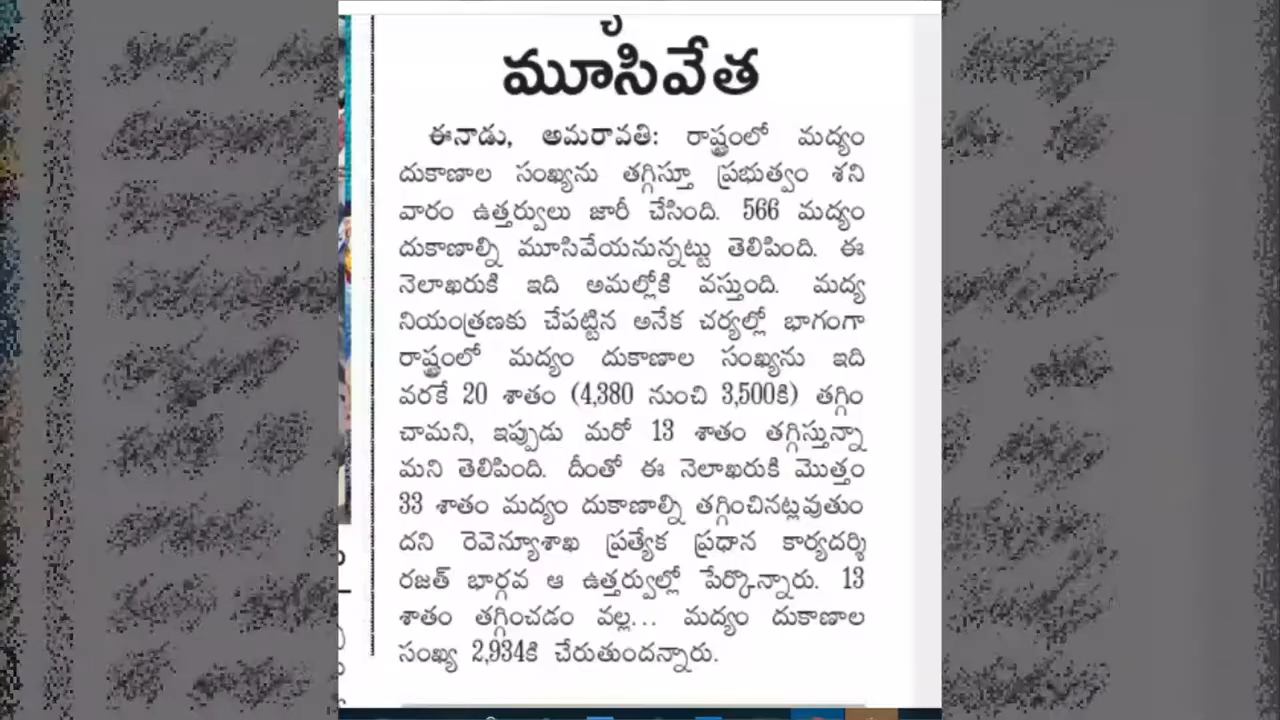 మూసివేత
ఈనాడు, అమరావతి: రాష్ట్రంలో మద్యం
దుకాణాల సంఖ్యను తగ్గిస్తూ ప్రభుత్వం శని
వారం ఉత్తర్వులు జారీ చేసింది. 566 మద్యం
దుకాణాల్ని మూసివేయనున్నట్టు తెలిపింది. ఈ
నెలాఖరుకి ఇది అమల్లోకి వస్తుంది. మద్య
నియంత్రణకు చేపట్టిన అనేక చర్యల్లో భాగంగా
రాష్ట్రంలో మద్యం దుకాణాల సంఖ్యను ఇది
వరకే 20 శాతం (4,380 నుంచి 3,500కి) తగ్గిం
చామని, ఇప్పుడు మరో 13 శాతం తగ్గిస్తున్నా
మని తెలిపింది. దీంతో ఈ నెలాఖరుకి మొత్తం
33 శాతం మద్యం దుకాణాల్ని తగ్గించినట్లవుతుం
దని రెవెన్యూశాఖ ప్రత్యేక ప్రధాన కార్యదర్శి
రజత్ భార్గవ ఆ ఉత్తర్వుల్లో పేర్కొన్నారు. 13
శాతం తగ్గించడం వల్ల... మద్యం దుకాణాల
సంఖ్య 2,934కి చేరుతుందన్నారు.